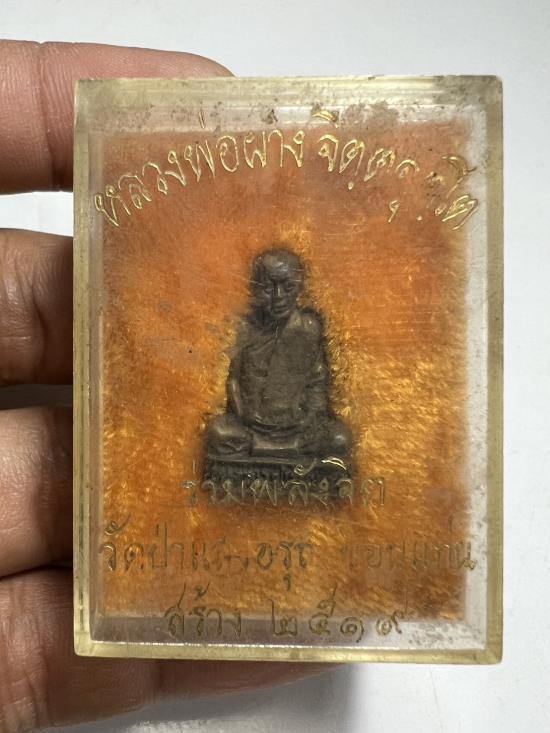 หลวงพ่อผาง จิตฺตคุตฺโต
ร่วมพลังจิต
วัดป่าแสงอรุณ ขอนแก่น
สร้าง ๒๕๑๙